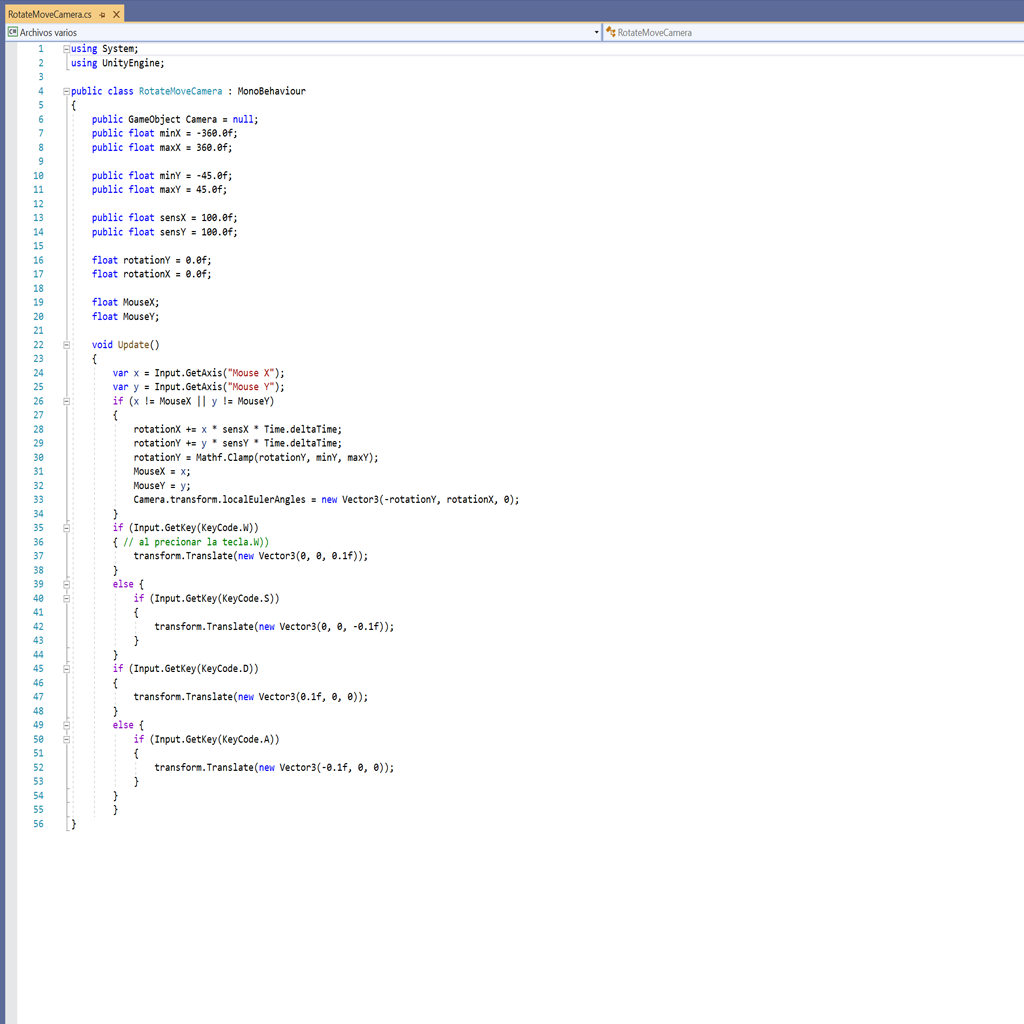 RotateMoveCamera.cs
Archivos varios
RotateMoveCamera
1 using System;
2 using UnityEngine;
3
4 public class RotateMoveCamera : MonoBehaviour
5 {
6 public GameObject Camera = null;
7 public float minX = -360.0f;
8 public float maxX = 360.0f;
9
10 public float minY = -45.0f;
11 public float maxY = 45.0f;
12
13 public float sensX = 100.0f;
14 public float sensY = 100.0f;
15
16 float rotationY = 0.0f;
17 float rotationX = 0.0f;
18
19 float MouseX;
20 float MouseY;
21
22 void Update()
23 {
24 var x = Input.GetAxis("Mouse X");
25 var y = Input.GetAxis("Mouse Y");
26 if (x != MouseX || y != MouseY)
27 {
28 rotationX += x * sensX * Time.deltaTime;
29 rotationY += y * sensY * Time.deltaTime;
30 rotationY = Mathf.Clamp(rotationY, minY, maxY);
31 MouseX = x;
32 MouseY = y;
33 Camera.transform.localEulerAngles = new Vector3(-rotationY, rotationX, 0);
34 }
35 if (Input.GetKey(KeyCode.W))
36 { // al precionar la tecla.W))
37 transform.Translate(new Vector3(0, 0, 0.1f));
38 }
39 else {
40 if (Input.GetKey(KeyCode.S))
41 {
42 transform.Translate(new Vector3(0, 0, -0.1f));
43 }
44 }
45 if (Input.GetKey(KeyCode.D))
46 {
47 transform.Translate(new Vector3(0.1f, 0, 0));
48 }
49 else {
50 if (Input.GetKey(KeyCode.A))
51 {
52 transform.Translate(new Vector3(-0.1f, 0, 0));
53 }
54 }
55 }
56 }